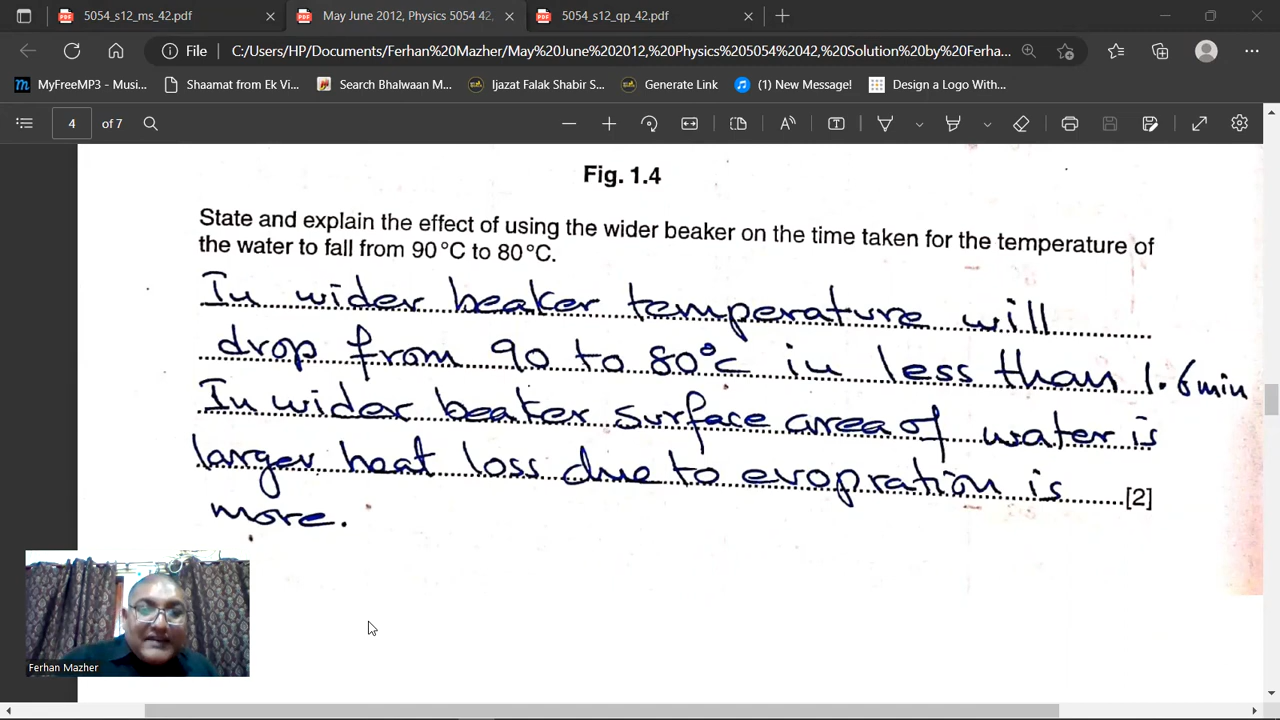 5054_s12_ms_42.pdf
May June 2012, Physics 5054 42,
5054_s12_qp_42.pdf
File
C:/Users/HP/Documents/Ferhan%20Mazher/May%20June%202012,%20Physics%205054%2042,%20Solution%20by%20Ferha...
MyFreeMP3 - Musi...
Shaamat from Ek Vi...
Search Bhalwaan M...
Ijazat Falak Shabir S...
Generate Link
(1) New Message!
Design a Logo With...
4 of 7
Fig. 1.4
State and explain the effect of using the wider beaker on the time taken for the temperature of
the water to fall from 90 °C to 80 °C.
In wider beaker temperature will
drop from 90 to 80°C in less than 1.6min
In wider beaker surface area of water is
larger heat loss due to evopration is
[2]
more.
Ferhan Mazher